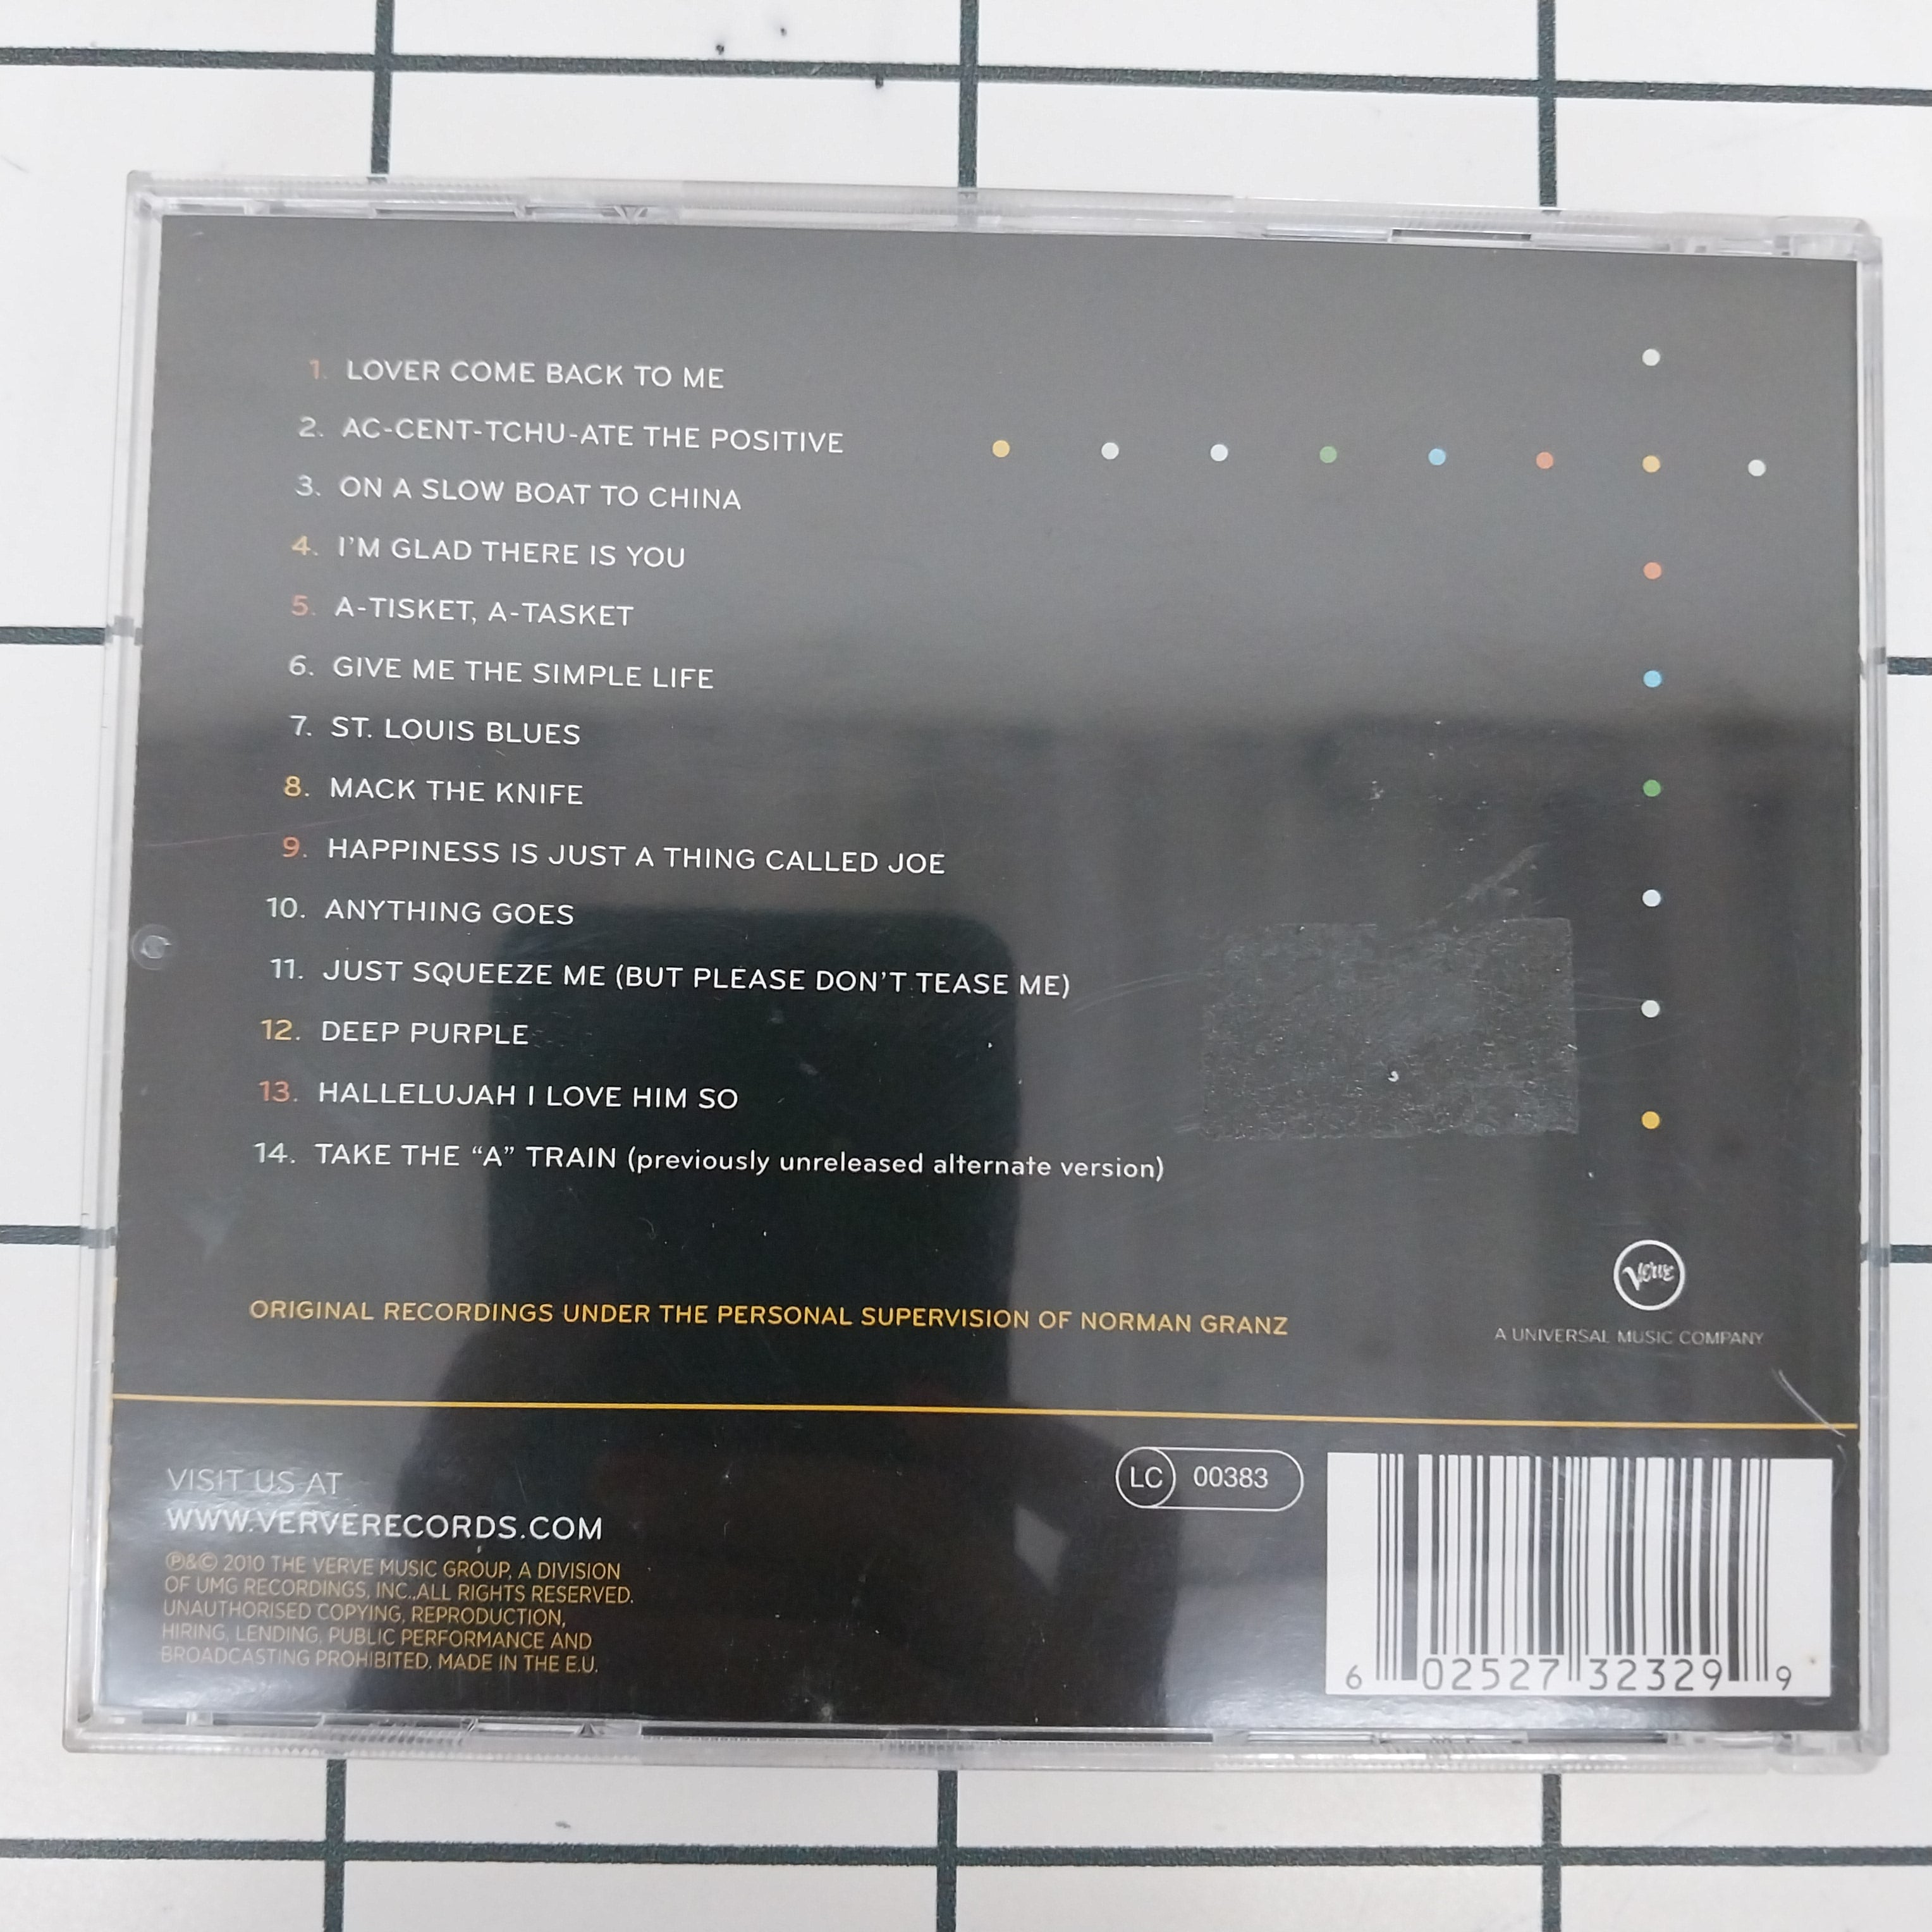 1. LOVER COME BACK TO ME
2. AC-CENT-TCHU-ATE THE POSITIVE
3. ON A SLOW BOAT TO CHINA
4. I'M GLAD THERE IS YOU
5. A-TISKET, A-TASKET
6. GIVE ME THE SIMPLE LIFE
7. ST. LOUIS BLUES
8. MACK THE KNIFE
9. HAPPINESS IS JUST A THING CALLED JOE
10. ANYTHING GOES
11. JUST SQUEEZE ME (BUT PLEASE DON'T TEASE ME)
12. DEEP PURPLE
13. HALLELUJAH I LOVE HIM SO
14. TAKE THE “A” TRAIN (previously unreleased alternate version)
ORIGINAL RECORDINGS UNDER THE PERSONAL SUPERVISION OF NORMAN GRANZ
Verve
A UNIVERSAL MUSIC COMPANY
VISIT US AT
WWW.VERVERECORDS.COM
℗&© 2010 THE VERVE MUSIC GROUP, A DIVISION
OF UMG RECORDINGS, INC..ALL RIGHTS RESERVED.
UNAUTHORISED COPYING, REPRODUCTION,
HIRING, LENDING, PUBLIC PERFORMANCE AND
BROADCASTING PROHIBITED. MADE IN THE E.U.
LC 00383
6 02527 32329 9